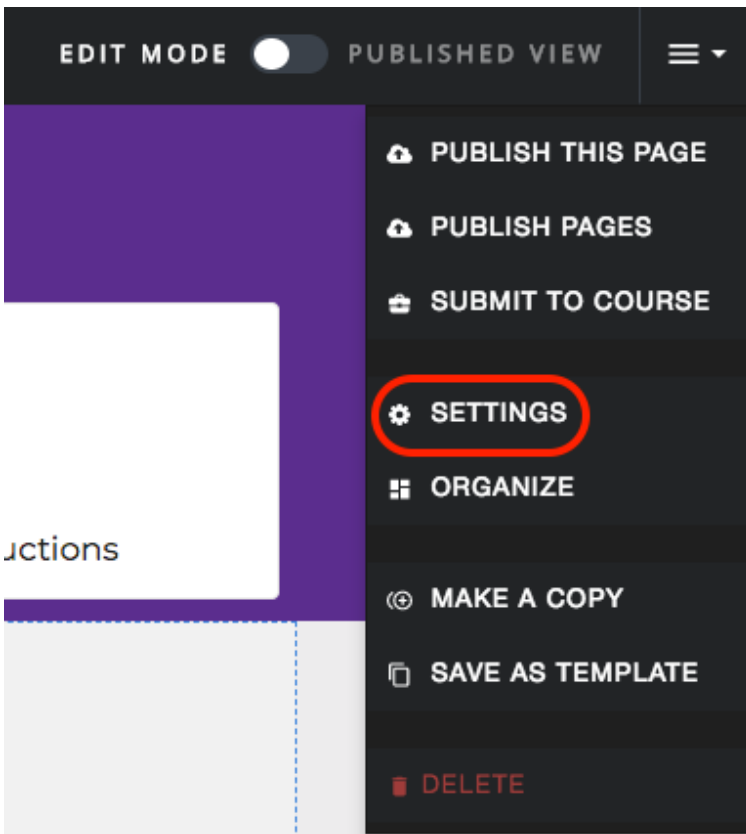 EDIT MODE PUBLISHED VIEW
PUBLISH THIS PAGE
PUBLISH PAGES
SUBMIT TO COURSE
SETTINGS
ORGANIZE
uctions
MAKE A COPY
SAVE AS TEMPLATE
DELETE